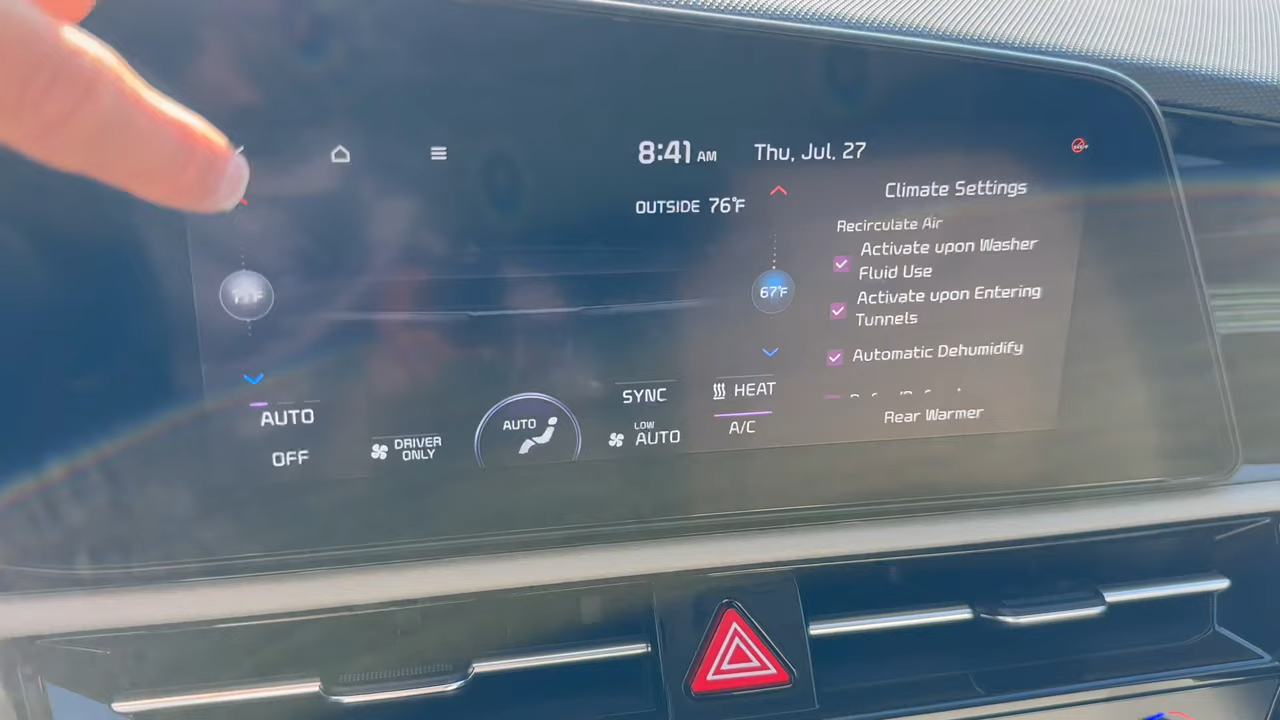 8:41 AM
Thu, Jul. 27
OUTSIDE 76°F
Climate Settings
Recirculate Air
Activate upon Washer
Fluid Use
67°F
Activate upon Entering
Tunnels
Automatic Dehumidify
AUTO
OFF
DRIVER
ONLY
AUTO
SYNC
LOW
AUTO
HEAT
A/C
Rear Warmer